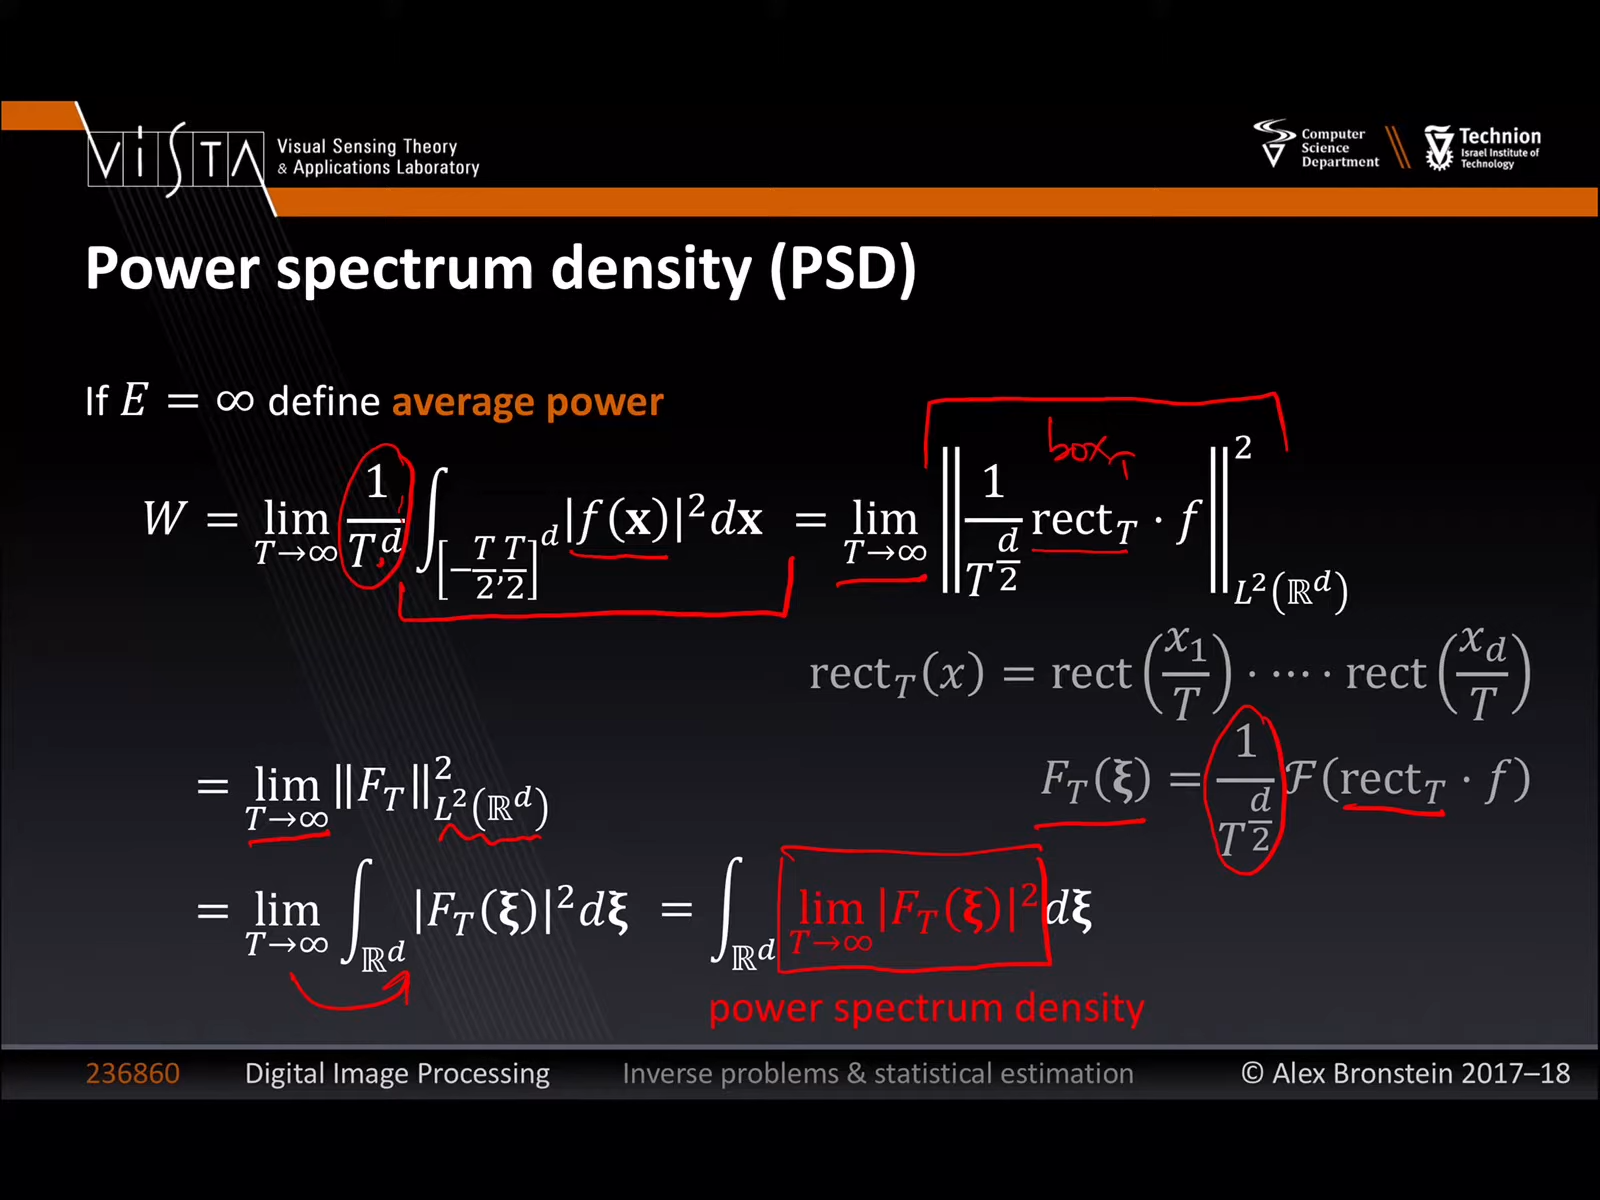 ViSTA Visual Sensing Theory
& Applications Laboratory
Computer
Science
Department
Technion
Israel Institute of
Technology
Power spectrum density (PSD)
If E = ∞ define average power
box_T
W = lim_{T→∞} 1/T^d ∫_{[−T/2,T/2]^d} |f(𝐱)|² d𝐱 = lim_{T→∞} ‖ 1/T^{d/2} rect_T · f ‖²_{L²(ℝ^d)}
rect_T(x) = rect(x₁/T) · ⋯ · rect(x_d/T)
= lim_{T→∞} ‖F_T‖²_{L²(ℝ^d)}
F_T(𝛏) = 1/T^{d/2} ℱ(rect_T · f)
= lim_{T→∞} ∫_{ℝ^d} |F_T(𝛏)|² d𝛏 = ∫_{ℝ^d} lim_{T→∞} |F_T(𝛏)|² d𝛏
power spectrum density
236860 Digital Image Processing Inverse problems & statistical estimation © Alex Bronstein 2017–18